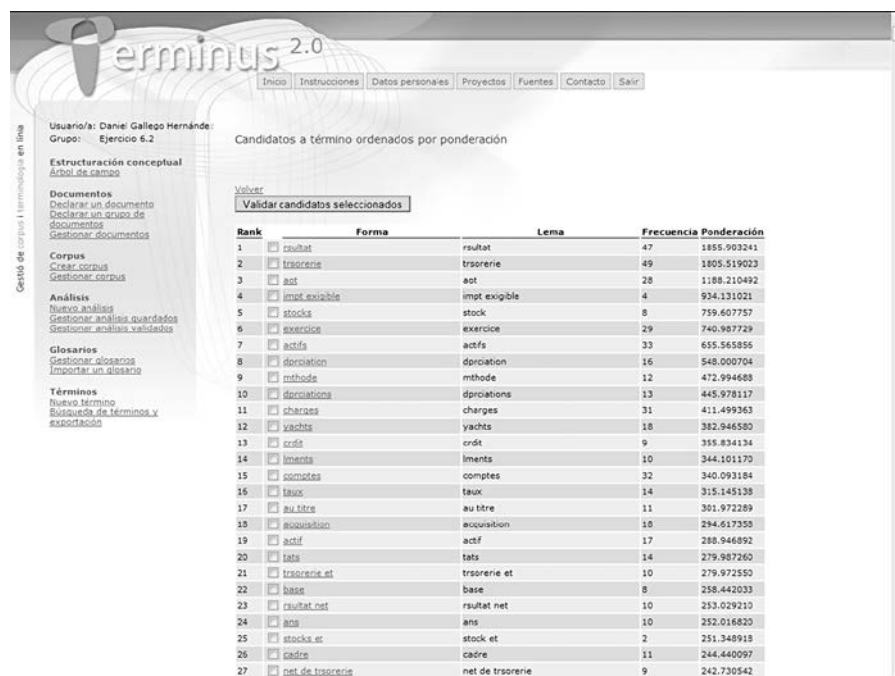 Terminus 2.0
Inicio Instrucciones Datos personales Proyectos Fuentes Contacto Salir
Gestió de corpus i terminologia en línia
Usuario/a: Daniel Gallego Hernánde:
Grupo: Ejercicio 6.2
Estructuración conceptual
Árbol de campo
Documentos
Declarar un documento
Declarar un grupo de
documentos
Gestionar documentos
Corpus
Crear corpus
Gestionar corpus
Análisis
Nuevo análisis
Gestionar análisis guardados
Gestionar análisis validados
Glosarios
Gestionar glosarios
Importar un glosario
Términos
Nuevo término
Búsqueda de términos y
exportación
Candidatos a término ordenados por ponderación
Volver
Validar candidatos seleccionados
Rank Forma Lema Frecuencia Ponderación
1 rsultat rsultat 47 1855.903241
2 trsorerie trsorerie 49 1805.519023
3 aot aot 28 1188.210492
4 impt exigible impt exigible 4 934.131021
5 stocks stock 8 759.607757
6 exercice exercice 29 740.987729
7 actifs actifs 33 655.565856
8 dprciation dprciation 16 548.000704
9 mthode mthode 12 472.994688
10 dprciations dprciations 13 445.978117
11 charges charges 31 411.499363
12 yachts yachts 18 382.946580
13 crdit crdit 9 355.834134
14 lments lments 10 344.101170
15 comptes comptes 32 340.093184
16 taux taux 14 315.145138
17 au titre au titre 11 301.972289
18 acquisition acquisition 18 294.617358
19 actif actif 17 288.946892
20 tats tats 14 279.987260
21 trsorerie et trsorerie et 10 279.972550
22 base base 8 258.442033
23 rsultat net rsultat net 10 253.029210
24 ans ans 10 252.016820
25 stocks et stock et 2 251.348918
26 cadre cadre 11 244.440097
27 net de trsorerie net de trsorerie 9 242.730542